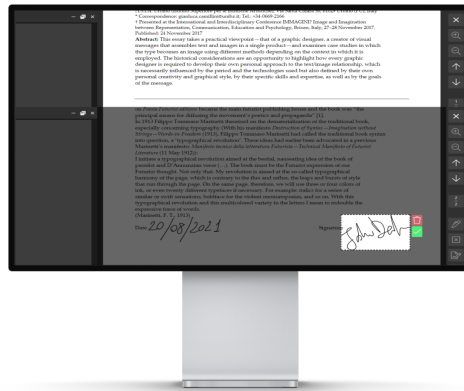 * Correspondence: gianluca.camillini@unibz.it; Tel.: +34-0969-2166
† Presented at the International and Interdisciplinary Conference IMMAGINI? Image and Imagination
between Representation, Communication, Education and Psychology, Brixen, Italy, 27–28 November 2017.
Published: 24 November 2017
Abstract: This essay takes a practical viewpoint—that of a graphic designer, a creator of visual
messages that assembles text and images in a single product—and examines case studies in which
the type becomes an image using different methods depending on the context in which it is
employed. The historical considerations are an opportunity to highlight how every graphic
designer is required to develop their own personal approach to the text/image relationship, which
is necessarily influenced by the period and the technologies used but also defined by their own
personal creativity and graphical style, by their specific skills and expertise, as well as by the goals
of the message.
principal means for diffusing the movement's poetics and propaganda" [1].
In 1913 Filippo Tommaso Marinetti theorized on the dematerialization of the traditional book,
especially concerning typography (With his manifesto Destruction of Syntax—Imagination without
Strings—Words-in-Freedom (1913), Filippo Tommaso Marinetti had called the traditional book system
into question, a 'typographical revolution'. These ideas had earlier been advocated in a previous
Marinetti's manifesto: Manifesto tecnico della letteratura Futurista—Technical Manifesto of Futurist
Literature (11 May 1912)):
I initiate a typographical revolution aimed at the bestial, nauseating idea of the book of
passéist and D'Annunzian verse (...). The book must be the Futurist expression of our
Futurist thought. Not only that. My revolution is aimed at the so-called typographical
harmony of the page, which is contrary to the flux and reflux, the leaps and bursts of style
that run through the page. On the same page, therefore, we will use three or four colors of
ink, or even twenty different typefaces if necessary. For example: italics for a series of
similar or swift sensations, boldface for the violent onomatopoeias, and so on. With this
typographical revolution and this multicolored variety in the letters I mean to redouble the
expressive force of words.
(Marinetti, F. T., 1913)
Date 20/08/2021 Signature